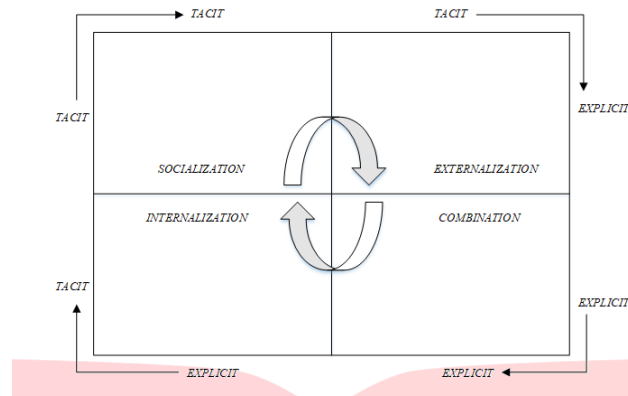 TACIT
TACIT
TACIT
EXPLICIT
SOCIALIZATION
EXTERNALIZATION
INTERNALIZATION
COMBINATION
TACIT
EXPLICIT
EXPLICIT
EXPLICIT